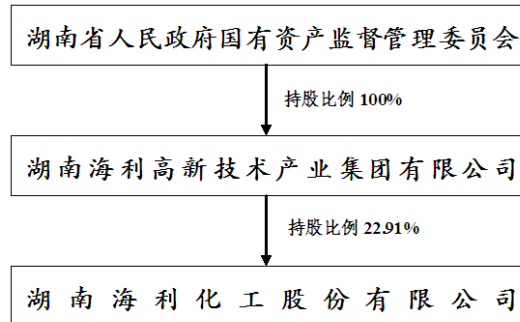 湖南省人民政府国有资产监督管理委员会
持股比例 100%
湖南海利高新技术产业集团有限公司
持股比例 22.91%
湖南海利化工股份有限公司